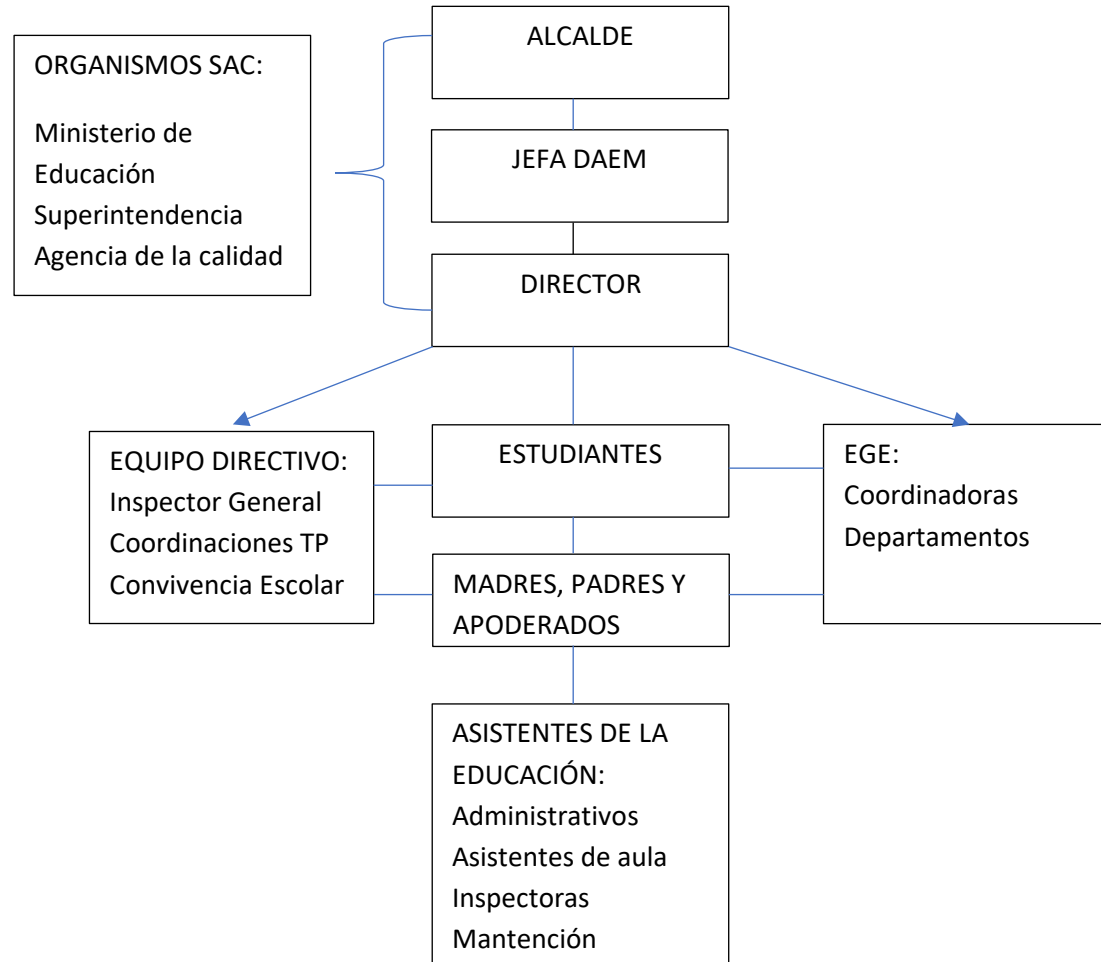 ALCALDE
ORGANISMOS SAC:
Ministerio de
Educación
Superintendencia
Agencia de la calidad
JEFA DAEM
DIRECTOR
EQUIPO DIRECTIVO:
Inspector General
Coordinaciones TP
Convivencia Escolar
ESTUDIANTES
EGE:
Coordinadoras
Departamentos
MADRES, PADRES Y
APODERADOS
ASISTENTES DE LA
EDUCACIÓN:
Administrativos
Asistentes de aula
Inspectoras
Mantención